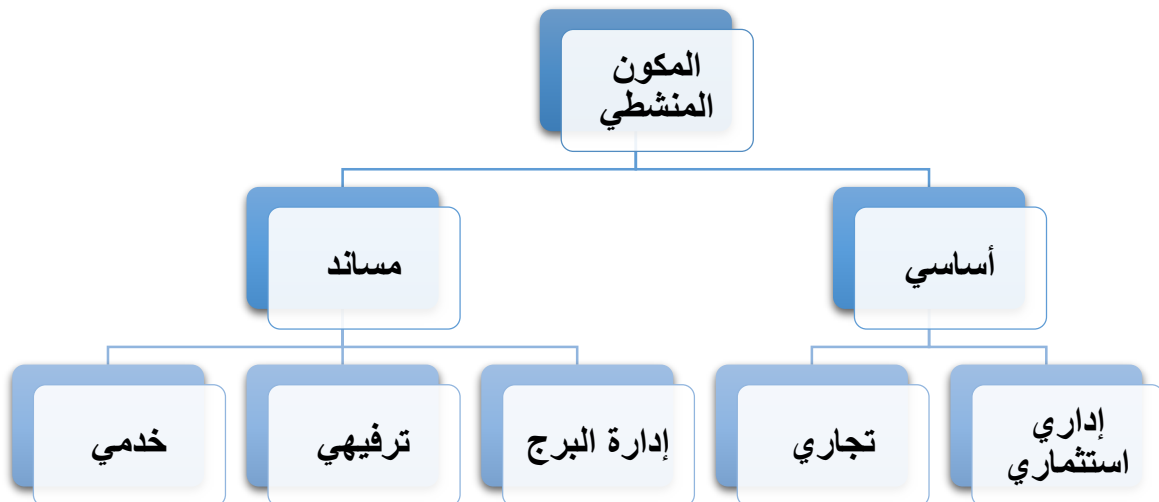 المكون
المنشطي
أساسي
مساند
إداري
استثماري
تجاري
إدارة البرج
ترفيهي
خدمي